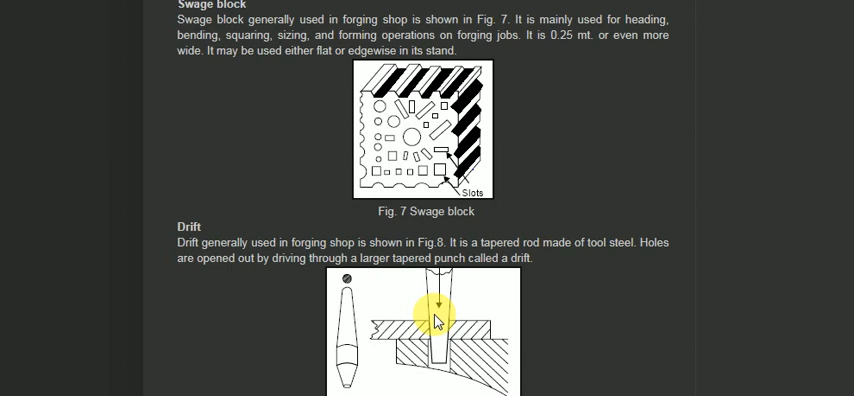 Swage block
Swage block generally used in forging shop is shown in Fig. 7. It is mainly used for heading,
bending, squaring, sizing, and forming operations on forging jobs. It is 0.25 mt. or even more
wide. It may be used either flat or edgewise in its stand.
Slots
Fig. 7 Swage block
Drift
Drift generally used in forging shop is shown in Fig.8. It is a tapered rod made of tool steel. Holes
are opened out by driving through a larger tapered punch called a drift.